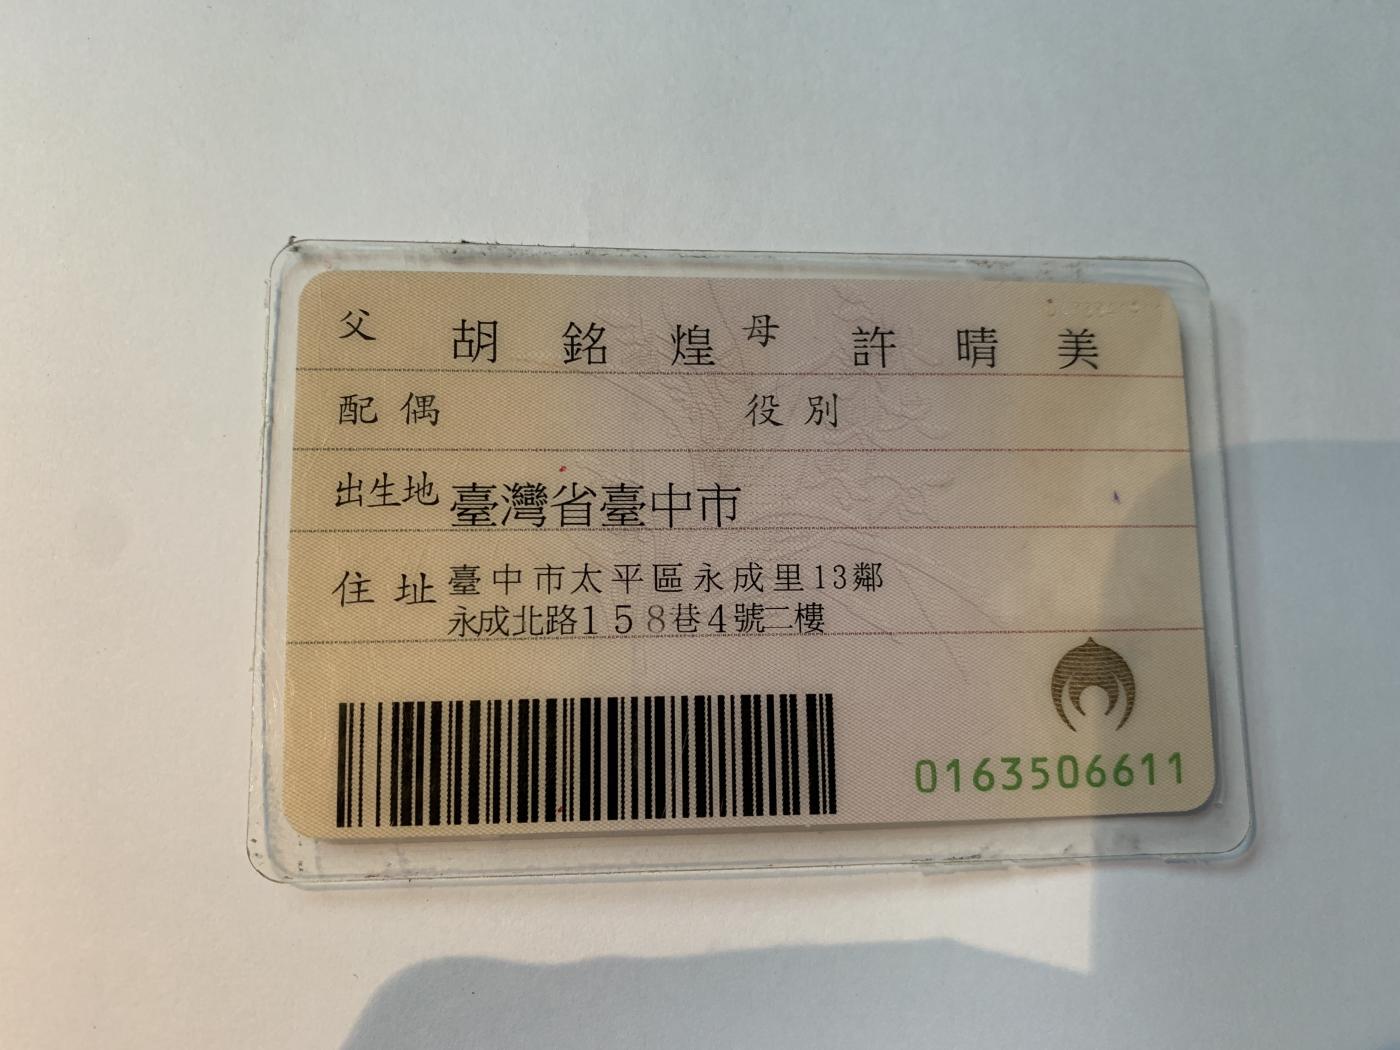 父 胡銘煌 母 許晴美
配偶 役別
出生地 臺灣省臺中市
住址 臺中市太平區永成里13鄰
永成北路158巷4號二樓
0163506611